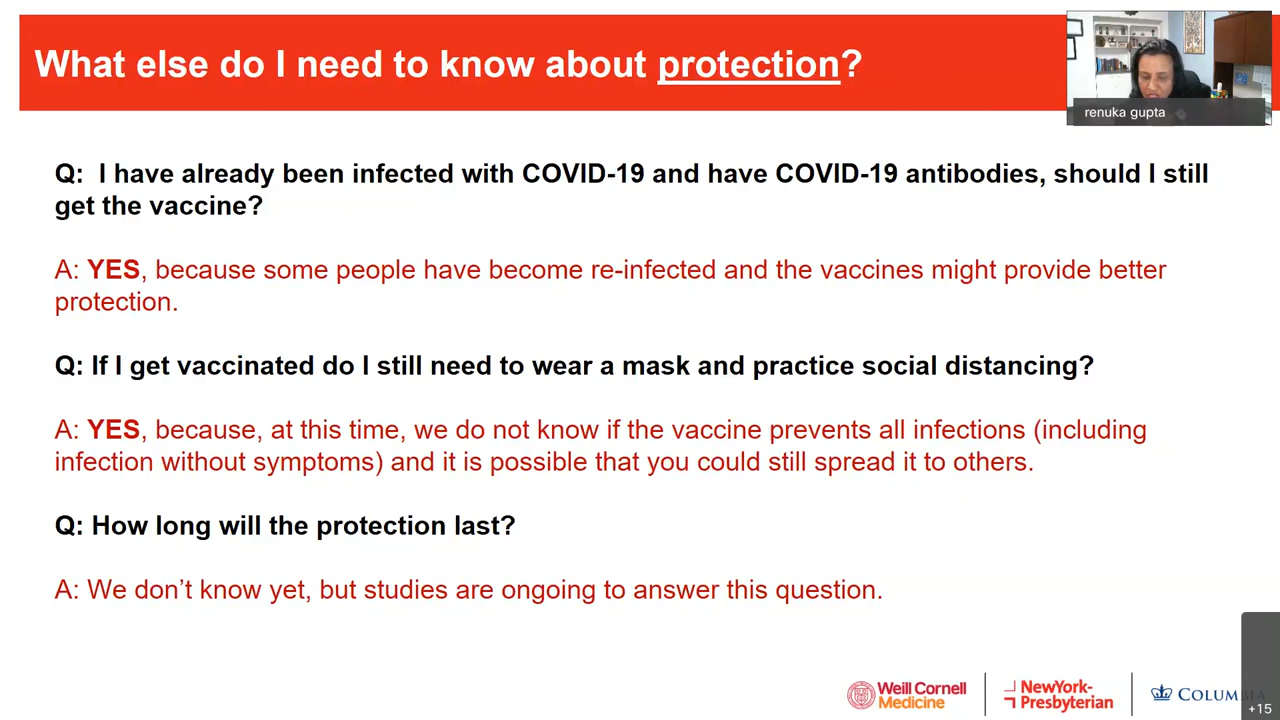 What else do I need to know about protection?
renuka gupta
Q: I have already been infected with COVID-19 and have COVID-19 antibodies, should I still
get the vaccine?
A: YES, because some people have become re-infected and the vaccines might provide better
protection.
Q: If I get vaccinated do I still need to wear a mask and practice social distancing?
A: YES, because, at this time, we do not know if the vaccine prevents all infections (including
infection without symptoms) and it is possible that you could still spread it to others.
Q: How long will the protection last?
A: We don’t know yet, but studies are ongoing to answer this question.
Weill Cornell
Medicine
NewYork-
Presbyterian
+15